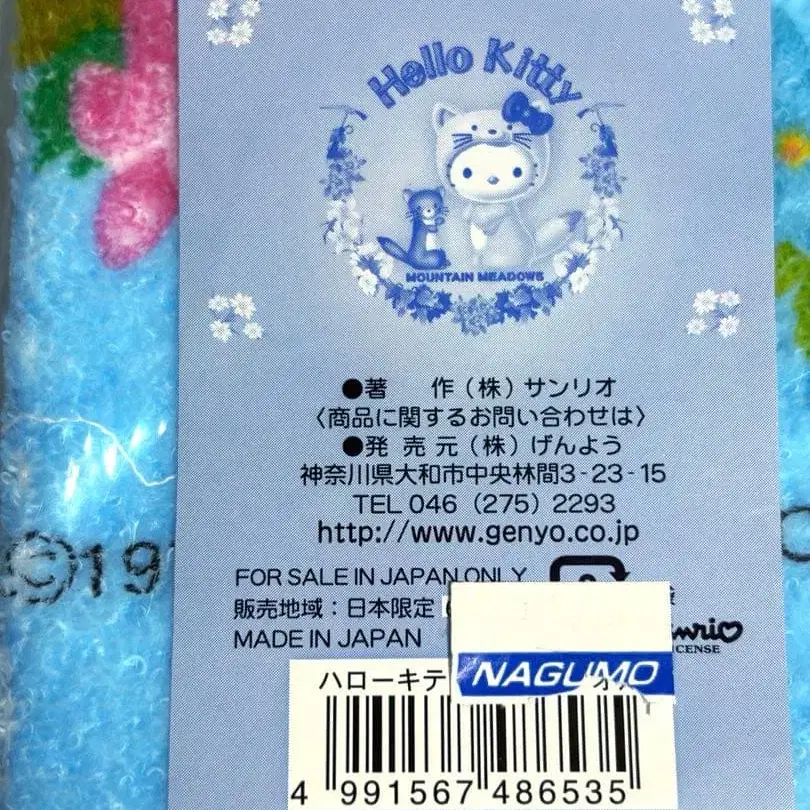 Hello Kitty
MOUNTAIN MEADOWS
●著 作(株)サンリオ
〈商品に関するお問い合わせは〉
●発 売 元(株)げんよう
神奈川県大和市中央林間3-23-15
TEL 046(275)2293
http://www.genyo.co.jp
FOR SALE IN JAPAN ONLY
販売地域:日本限定
MADE IN JAPAN
LICENSE
NAGUMO
ハローキテ
4 991567 486535
©19